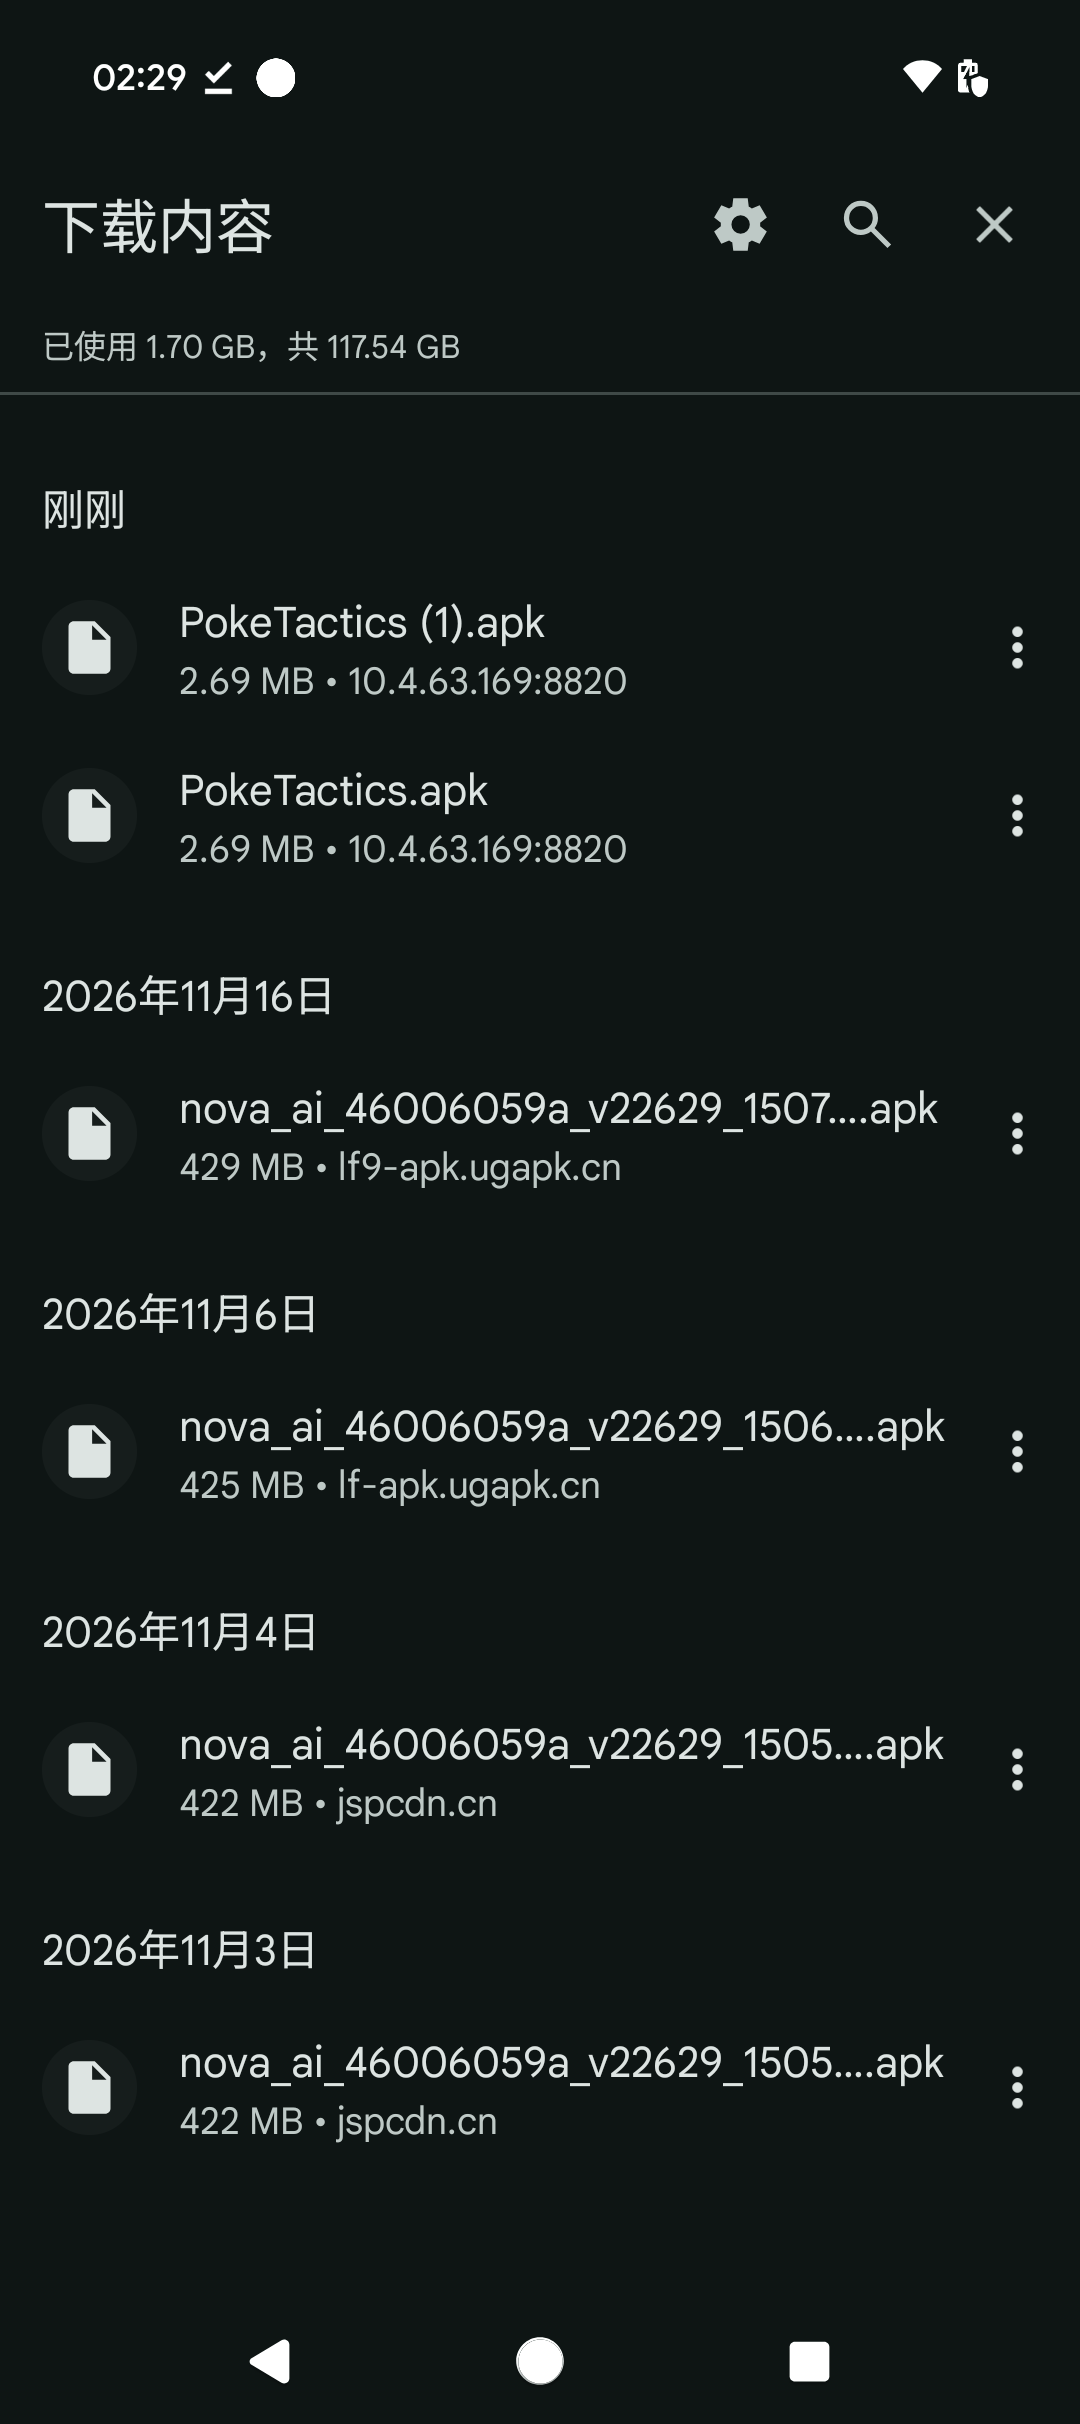 02:29
下载内容
已使用 1.70 GB，共 117.54 GB
刚刚
PokeTactics (1).apk
2.69 MB • 10.4.63.169:8820
PokeTactics.apk
2.69 MB • 10.4.63.169:8820
2026年11月16日
nova_ai_46006059a_v22629_1507....apk
429 MB • lf9-apk.ugapk.cn
2026年11月6日
nova_ai_46006059a_v22629_1506....apk
425 MB • lf-apk.ugapk.cn
2026年11月4日
nova_ai_46006059a_v22629_1505....apk
422 MB • jspcdn.cn
2026年11月3日
nova_ai_46006059a_v22629_1505....apk
422 MB • jspcdn.cn